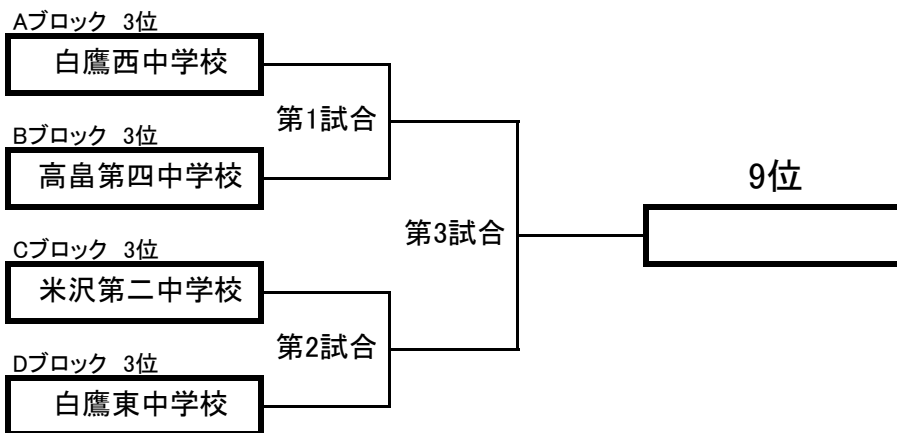 Aブロック 3位
白鷹西中学校
第1試合
Bブロック 3位
高畠第四中学校
9位
第3試合
Cブロック 3位
米沢第二中学校
第2試合
Dブロック 3位
白鷹東中学校